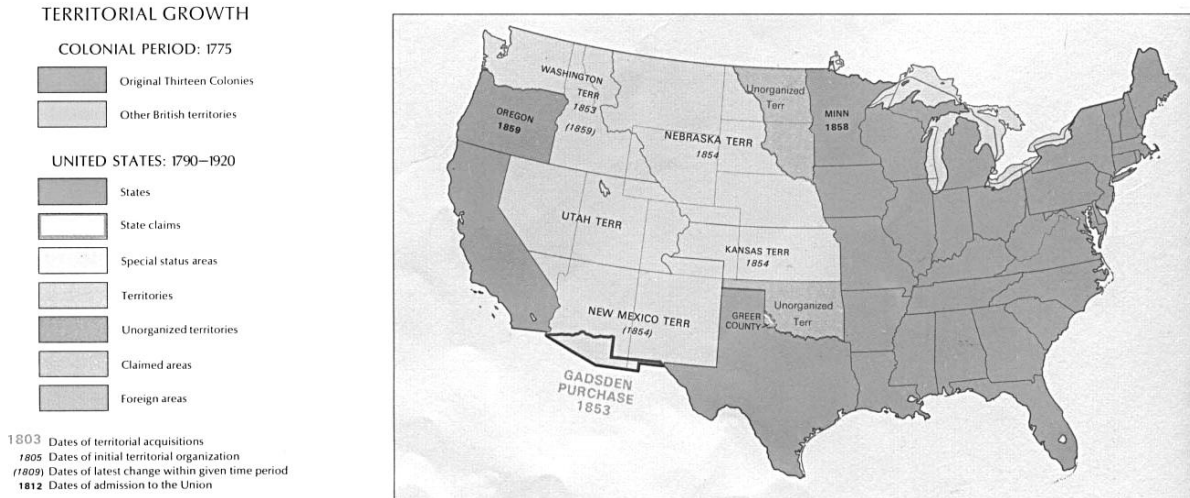 TERRITORIAL GROWTH
COLONIAL PERIOD: 1775
Original Thirteen Colonies
Other British territories
UNITED STATES: 1790—1920
States
State claims
Special status areas
Territories
Unorganized territories
Claimed areas
Foreign areas
1803 Dates of territorial acquisitions
1805 Dates of initial territorial organization
(1809) Dates of latest change within given time period
1812 Dates of admission to the Union
WASHINGTON
TERR
1853
(1859)
OREGON
1859
Unorganized
Terr
MINN
1858
NEBRASKA TERR
1854
UTAH TERR
KANSAS TERR
1854
NEW MEXICO TERR
(1854)
GREER
COUNTY
Unorganized
Terr
GADSDEN
PURCHASE
1853